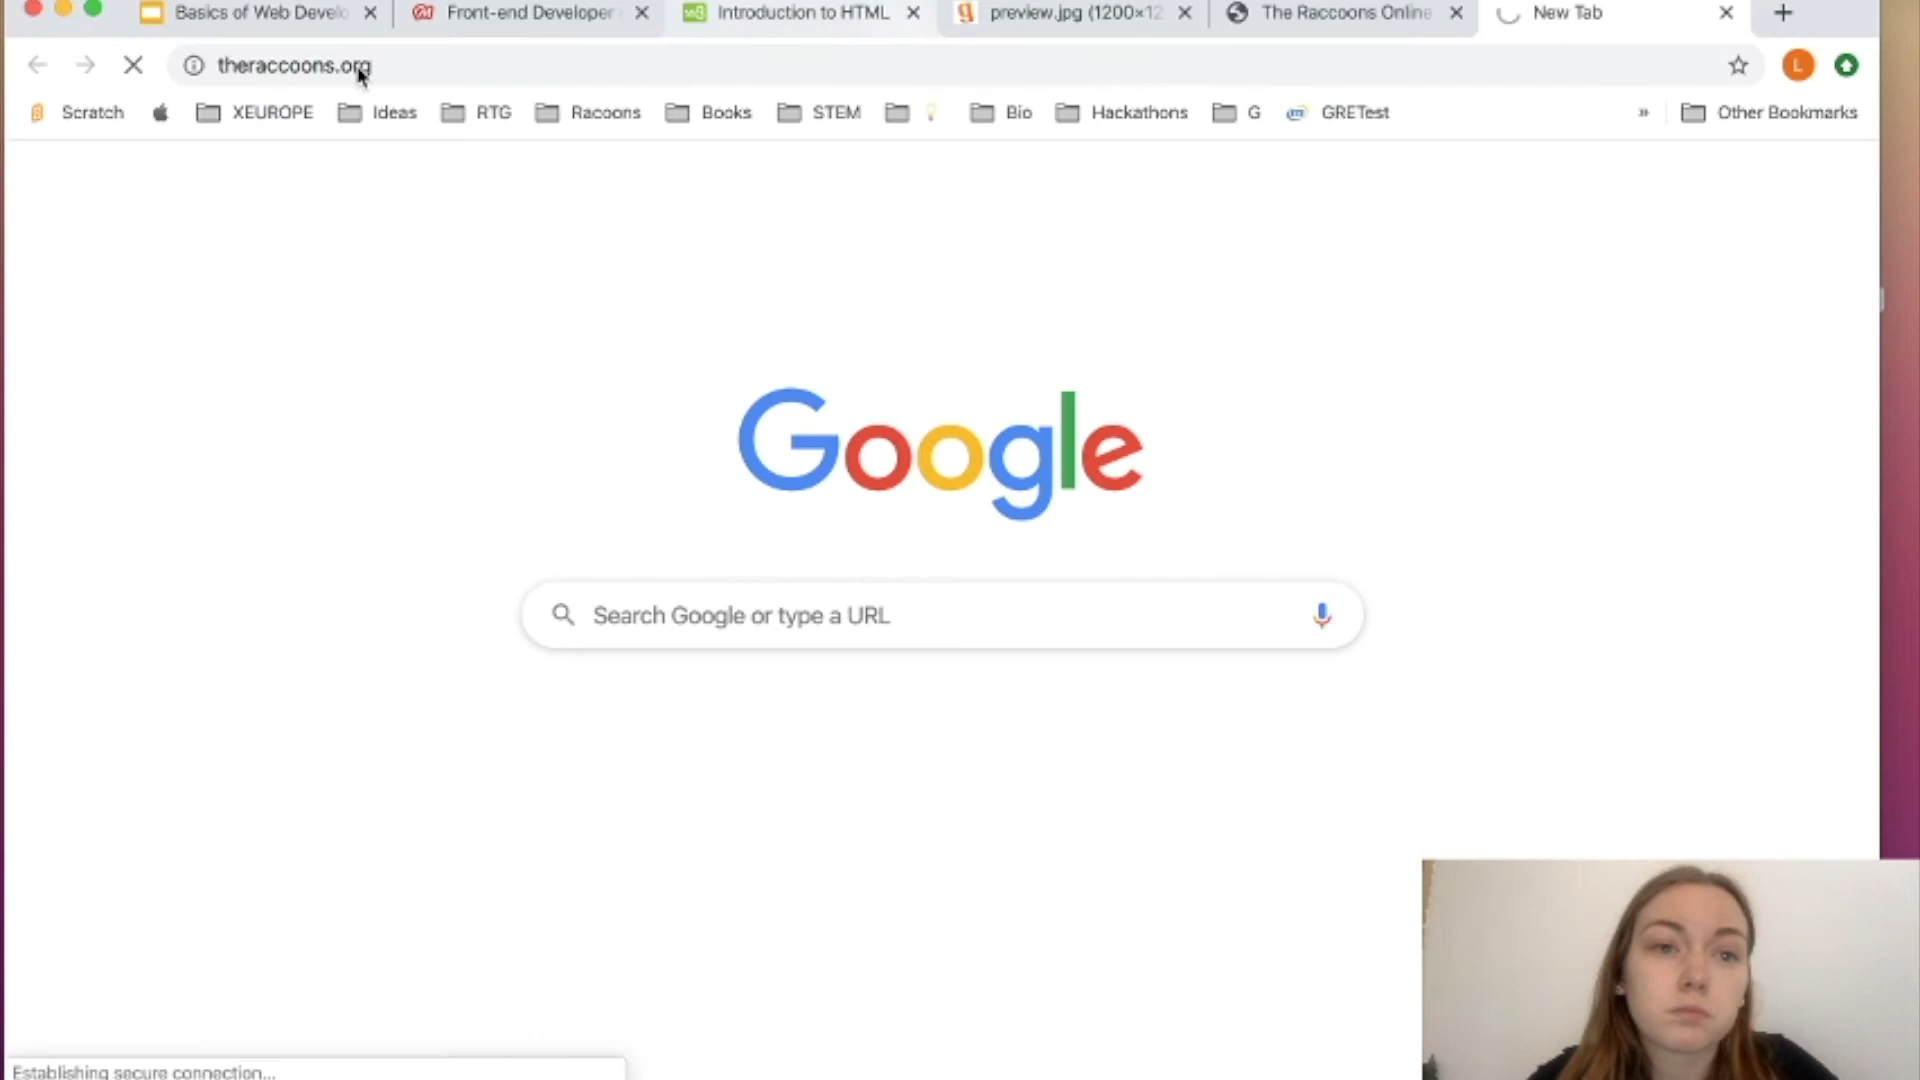 Basics of Web Develo
Front-end Developer
Introduction to HTML
preview.jpg (1200×12
The Raccoons Online
New Tab
theraccoons.org
L
Scratch
XEUROPE
Ideas
RTG
Racoons
Books
STEM
Bio
Hackathons
G
GRETest
»
Other Bookmarks
Google
Search Google or type a URL
Establishing secure connection...